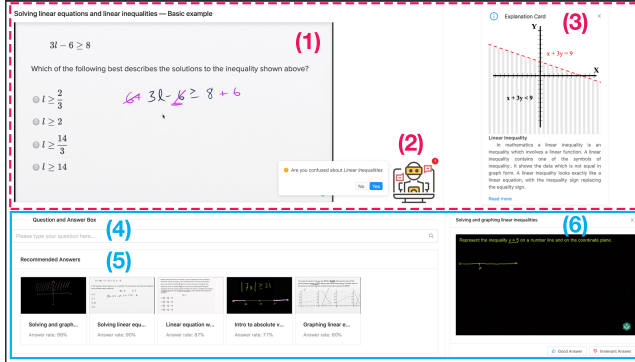 Solving linear equations and linear inequalities — Basic example
(1)
3l − 6 ≥ 8
Which of the following best describes the solutions to the inequality shown above?
6+ 3l − 6 ≥ 8 + 6
l ≥ 2/3
l ≥ 2
l ≥ 14/3
l ≥ 14
(2)
Are you confused about Linear Inequalities
No Yes
Explanation Card
(3)
Y
x + 3y = 9
X
x + 3y < 9
Linear Inequality
In mathematics a linear inequality is an
inequality which involves a linear function. A linear
inequality contains one of the symbols of
inequality. It shows the data which is not equal in
graph form. A linear inequality looks exactly like a
linear equation, with the inequality sign replacing
the equality sign.
Read more
Question and Answer Box
(4)
Please type your question here...
Recommended Answers
(5)
|7x| ≥ 21
Solving and graph...
Answer rate: 99%
Solving linear equ...
Answer rate: 90%
Linear equation w...
Answer rate: 87%
Intro to absolute v...
Answer rate: 77%
Graphing linear e...
Answer rate: 60%
Solving and graphing linear inequalities
(6)
Represent the inequality y > 5 on a number line and on the coordinate plane.
Good Answer
Irrelevant Answer